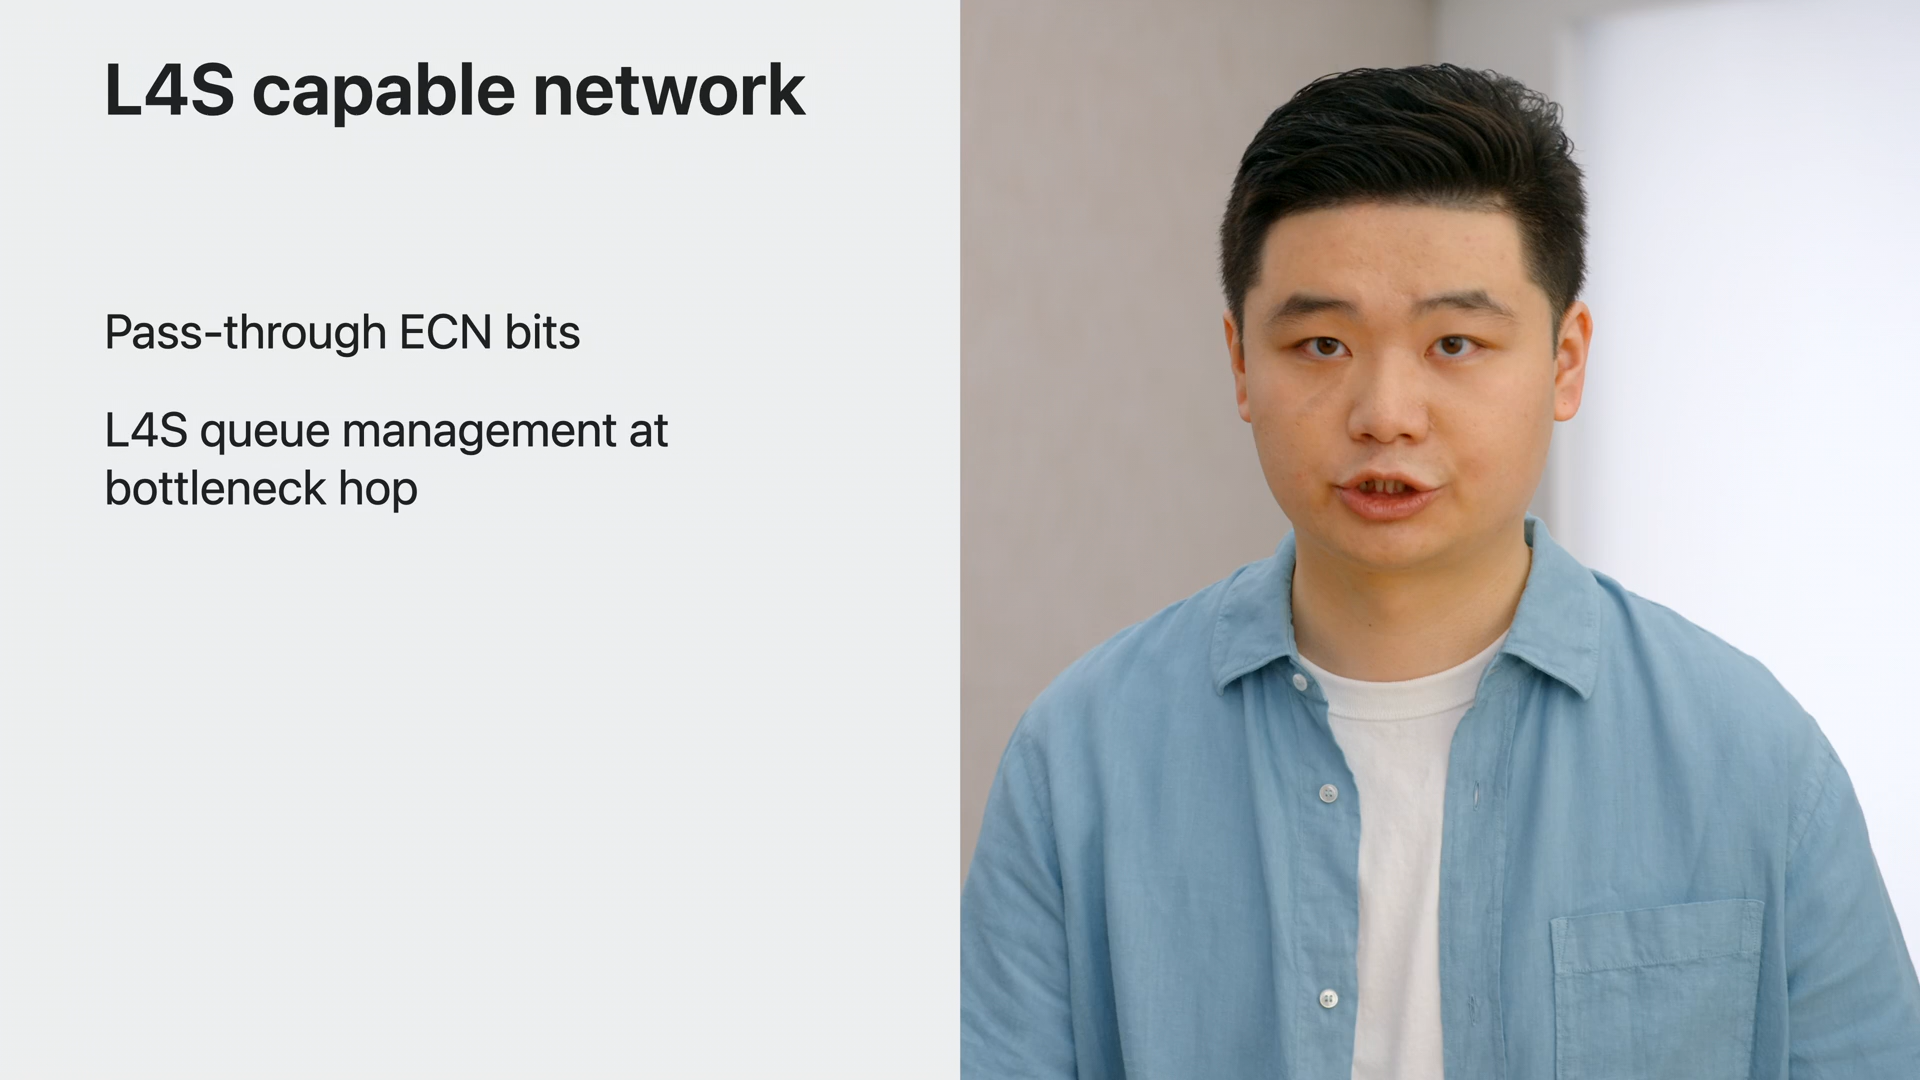 L4S capable network
Pass-through ECN bits
L4S queue management at
bottleneck hop